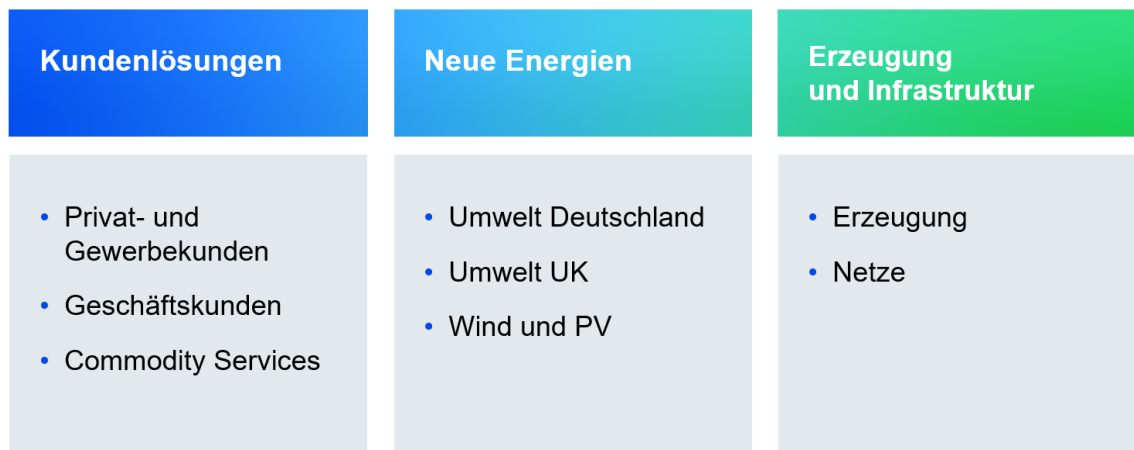 Kundenlösungen
• Privat- und
Gewerbekunden
• Geschäftskunden
• Commodity Services
Neue Energien
• Umwelt Deutschland
• Umwelt UK
• Wind und PV
Erzeugung
und Infrastruktur
• Erzeugung
• Netze